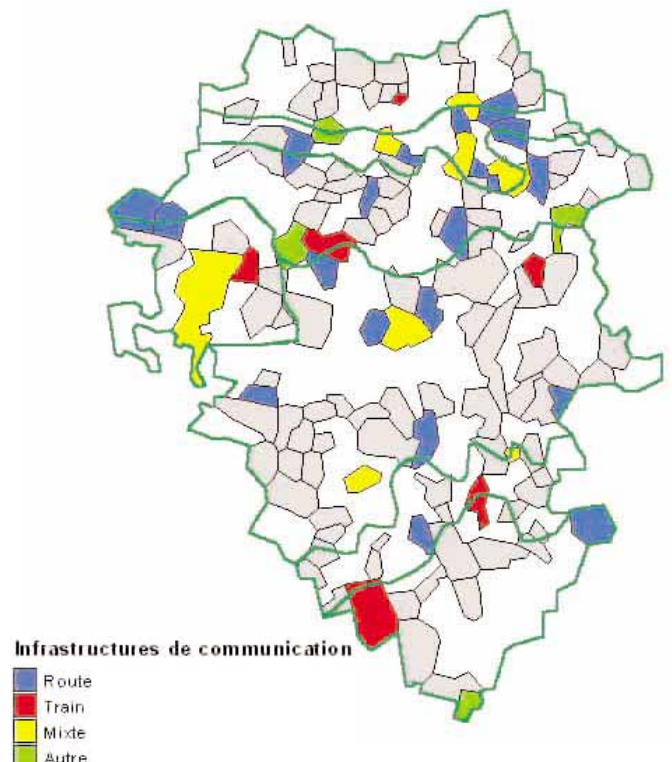 Infrastructures de communication
Route
Train
Mixte
Autre